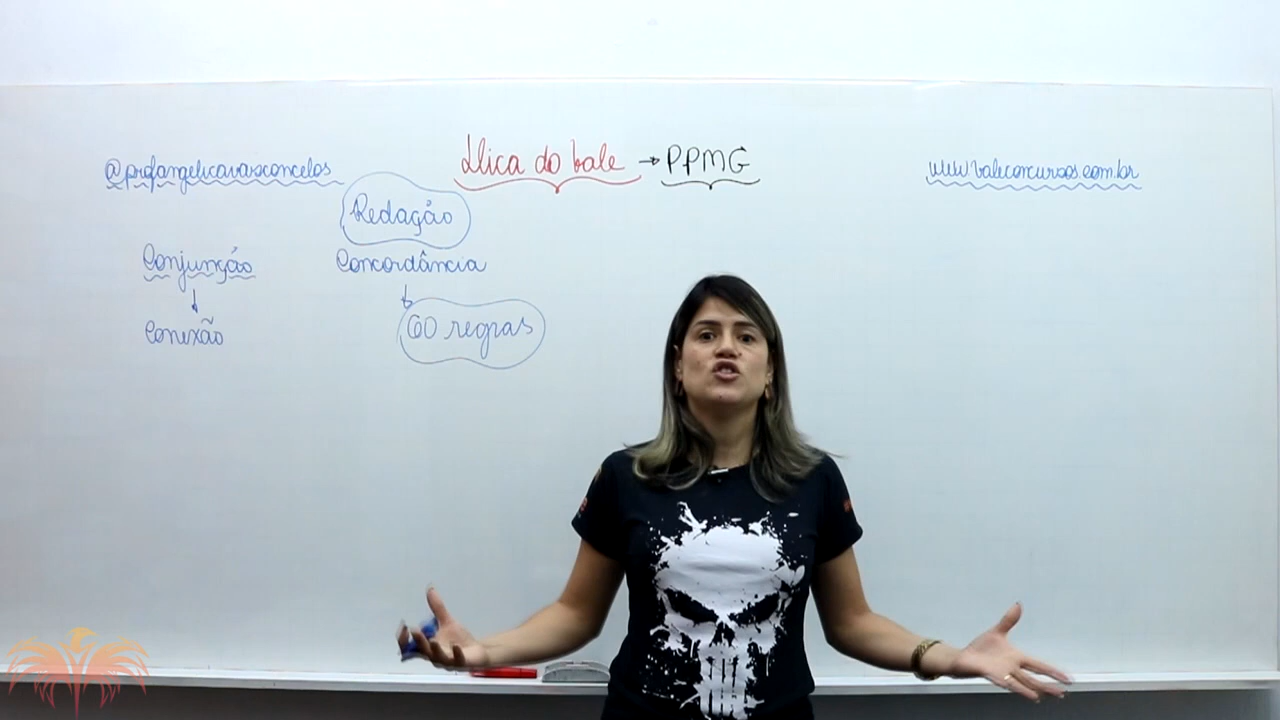 @profangelicavasconcelos
Dica do Vale → PPMG
www.valeconcursos.com.br
Redação
Conjunção
Concordância
↓
↓
Conexão
60 regras